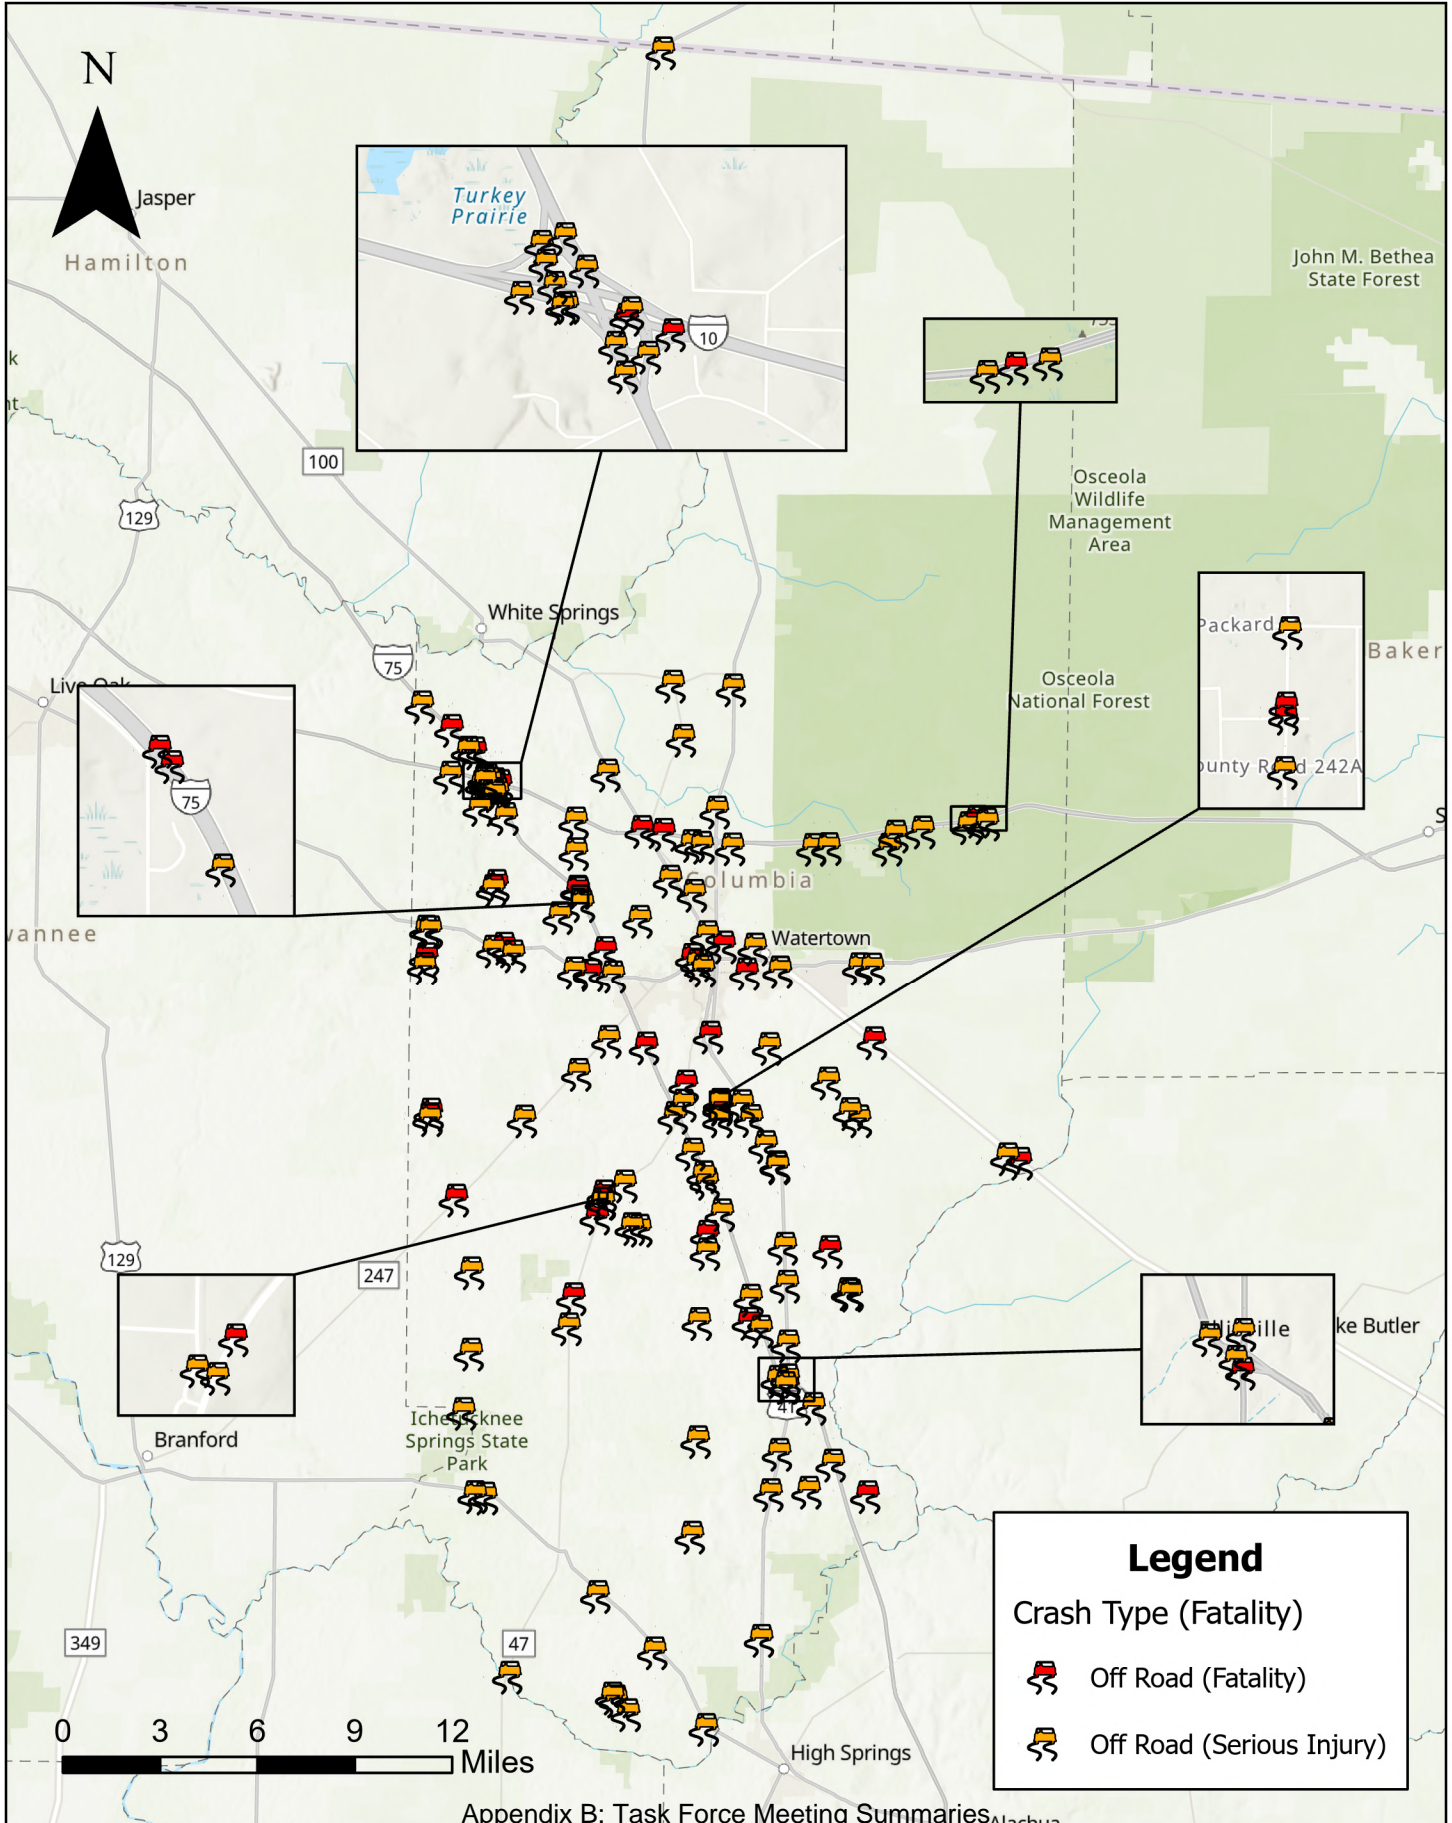 N
Jasper
Hamilton
Turkey
Prairie
10
John M. Bethea
State Forest
100
129
Osceola
Wildlife
Management
Area
White Springs
75
Live Oak
Packard
Baker
Osceola
National Forest
75
Columbia
Watertown
129
247
41
Branford
Ichetucknee
Springs State
Park
349
47
High Springs
0 3 6 9 12
Miles
Legend
Crash Type (Fatality)
Off Road (Fatality)
Off Road (Serious Injury)
Appendix B: Task Force Meeting Summaries